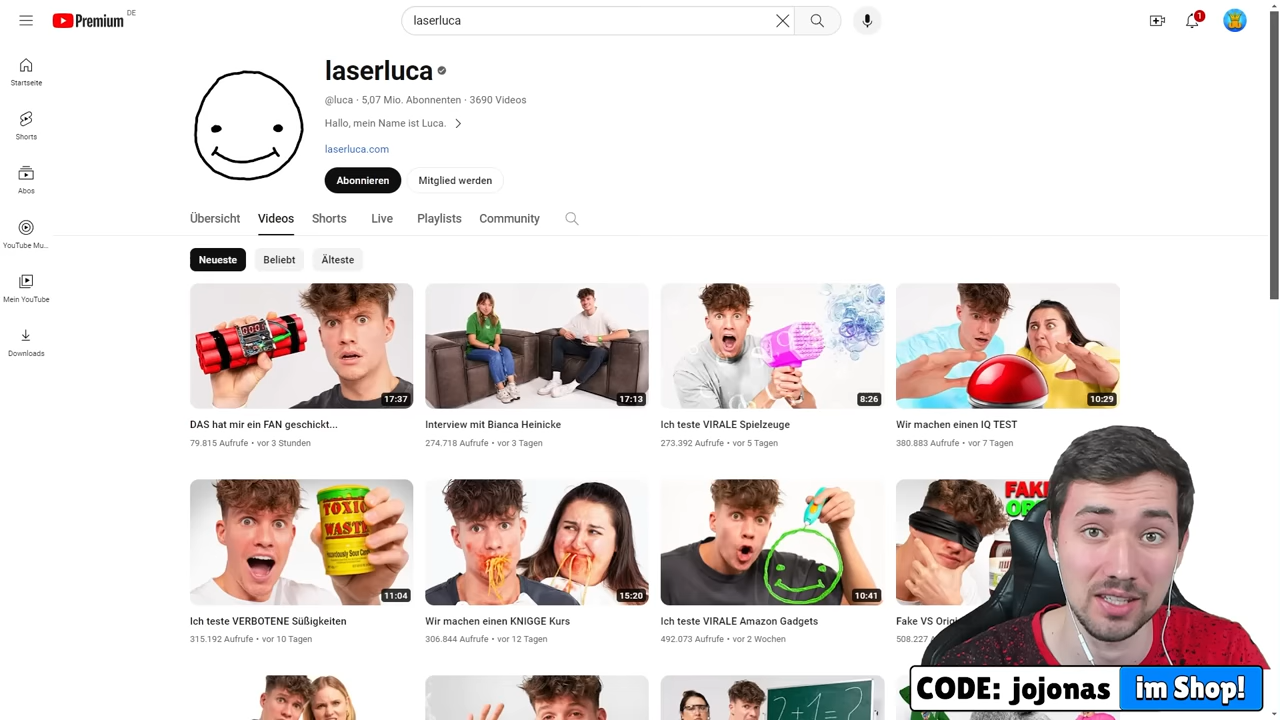 Premium DE
laserluca
1
Startseite
Shorts
Abos
YouTube Mu...
Mein YouTube
Downloads
laserluca
@luca · 5,07 Mio. Abonnenten · 3690 Videos
Hallo, mein Name ist Luca.
laserluca.com
Abonnieren
Mitglied werden
Übersicht Videos Shorts Live Playlists Community
Neueste Beliebt Älteste
17:37
17:13
8:26
10:29
DAS hat mir ein FAN geschickt...
79.815 Aufrufe • vor 3 Stunden
Interview mit Bianca Heinicke
274.718 Aufrufe • vor 3 Tagen
Ich teste VIRALE Spielzeuge
273.392 Aufrufe • vor 5 Tagen
Wir machen einen IQ TEST
380.883 Aufrufe • vor 7 Tagen
TOXIC
WASTE
11:04
15:20
10:41
Ich teste VERBOTENE Süßigkeiten
315.192 Aufrufe • vor 10 Tagen
Wir machen einen KNIGGE Kurs
306.844 Aufrufe • vor 12 Tagen
Ich teste VIRALE Amazon Gadgets
492.073 Aufrufe • vor 2 Wochen
Fake VS
508.227
2+1=?
CODE: jojonas
im Shop!